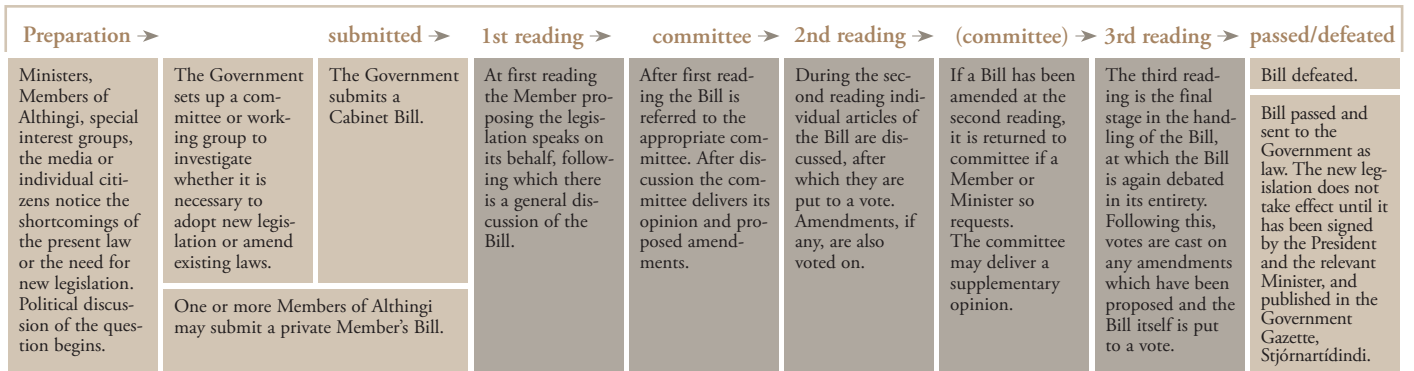 Preparation ➔ submitted ➔ 1st reading ➔ committee ➔ 2nd reading ➔ (committee) ➔ 3rd reading ➔ passed/defeated
Ministers,
Members of
Althingi, special
interest groups,
the media or
individual citi-
zens notice the
shortcomings of
the present law
or the need for
new legislation.
Political discus-
sion of the ques-
tion begins.
The Government
sets up a com-
mittee or work-
ing group to
investigate
whether it is
necessary to
adopt new legis-
lation or amend
existing laws.
The Government
submits a
Cabinet Bill.
One or more Members of Althingi
may submit a private Member's Bill.
At first reading
the Member pro-
posing the legis-
lation speaks on
its behalf, follow-
ing which there
is a general dis-
cussion of the
Bill.
After first read-
ing the Bill is
referred to the
appropriate com-
mittee. After dis-
cussion the com-
mittee delivers its
opinion and pro-
posed amend-
ments.
During the sec-
ond reading indi-
vidual articles of
the Bill are dis-
cussed, after
which they are
put to a vote.
Amendments, if
any, are also
voted on.
If a Bill has been
amended at the
second reading,
it is returned to
committee if a
Member or
Minister so
requests.
The committee
may deliver a
supplementary
opinion.
The third read-
ing is the final
stage in the hand-
ling of the Bill,
at which the Bill
is again debated
in its entirety.
Following this,
votes are cast on
any amendments
which have been
proposed and the
Bill itself is put
to a vote.
Bill defeated.
Bill passed and
sent to the
Government as
law. The new leg-
islation does not
take effect until it
has been signed
by the President
and the relevant
Minister, and
published in the
Government
Gazette,
Stjórnartídindi.